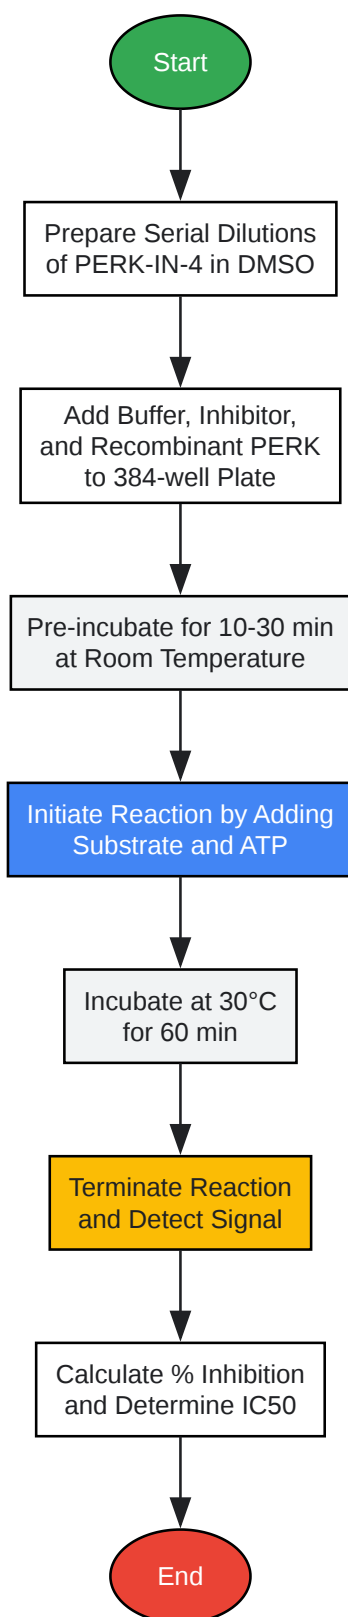 Start
Prepare Serial Dilutions
of PERK-IN-4 in DMSO
Add Buffer, Inhibitor,
and Recombinant PERK
to 384-well Plate
Pre-incubate for 10-30 min
at Room Temperature
Initiate Reaction by Adding
Substrate and ATP
Incubate at 30°C
for 60 min
Terminate Reaction
and Detect Signal
Calculate % Inhibition
and Determine IC50
End